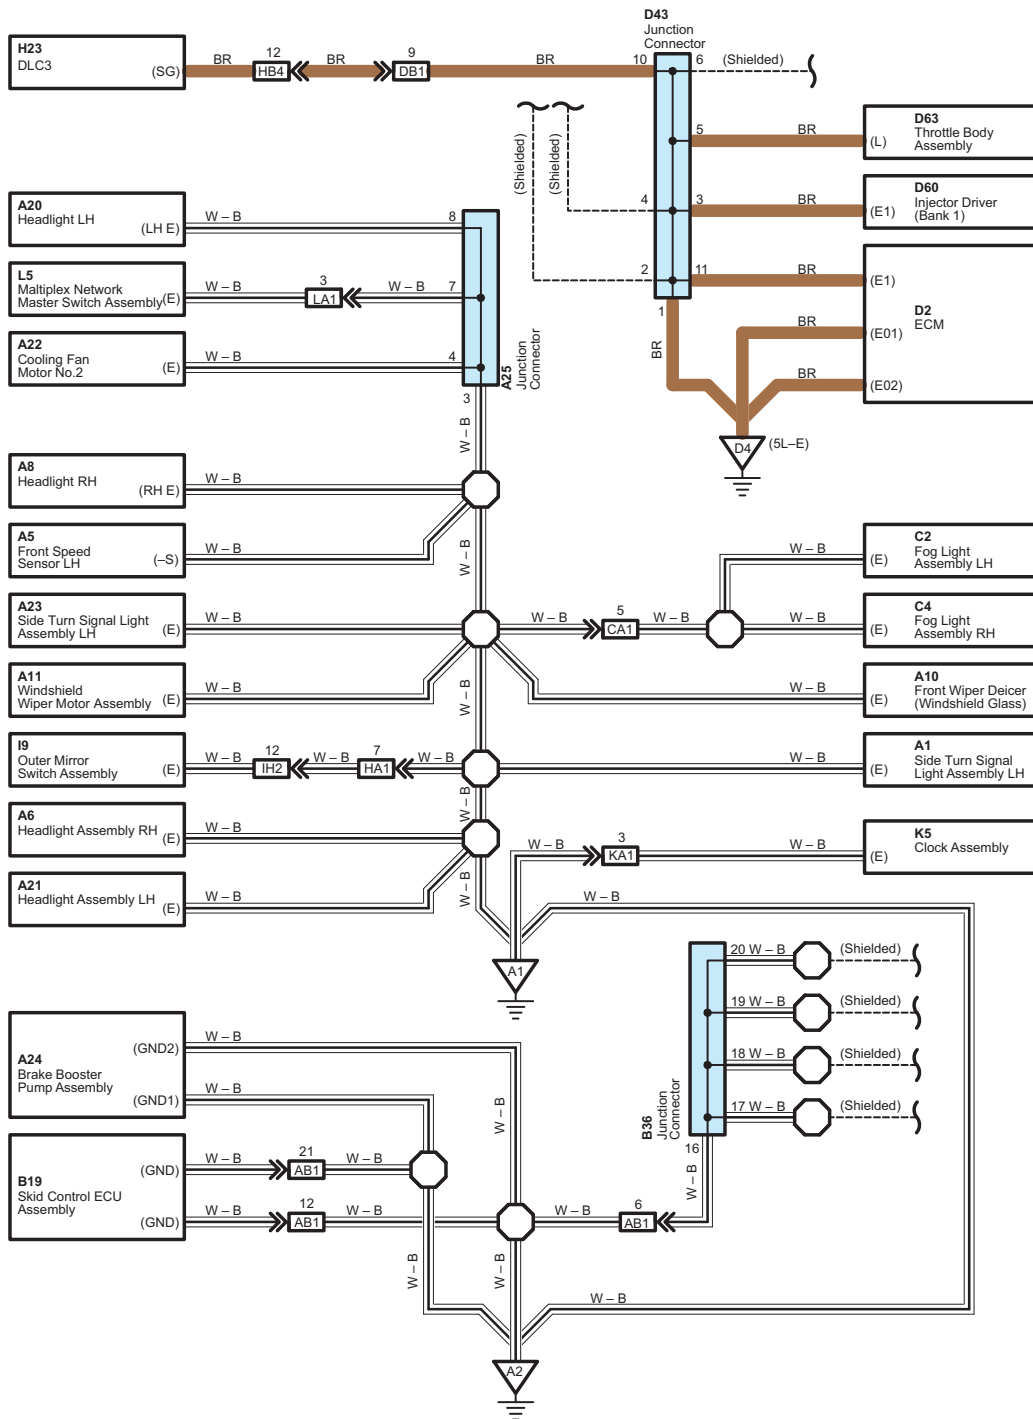 H23
DLC3
(SG)
BR
12
HB4
BR
9
DB1
BR
10
D43
Junction
Connector
6
(Shielded)
5
BR
(L)
D63
Throttle Body
Assembly
(Shielded)
(Shielded)
4
3
BR
(E1)
D60
Injector Driver
(Bank 1)
2
11
BR
(E1)
D2
ECM
1
BR
BR
(E01)
BR
(E02)
D4
(5L–E)
A20
Headlight LH
(LH E)
W – B
8
L5
Maltiplex Network
Master Switch Assembly
(E)
W – B
3
LA1
W – B
7
A22
Cooling Fan
Motor No.2
(E)
W – B
4
A25
Junction
Connector
3
W – B
A8
Headlight RH
(RH E)
W – B
A5
Front Speed
Sensor LH
(–S)
W – B
W – B
C2
Fog Light
Assembly LH
W – B
(E)
A23
Side Turn Signal Light
Assembly LH
(E)
W – B
W – B
5
CA1
W – B
W – B
(E)
C4
Fog Light
Assembly RH
A11
Windshield
Wiper Motor Assembly
(E)
W – B
W – B
W – B
(E)
A10
Front Wiper Deicer
(Windshield Glass)
I9
Outer Mirror
Switch Assembly
(E)
W – B
12
IH2
W – B
7
HA1
W – B
W – B
(E)
A1
Side Turn Signal
Light Assembly LH
W – B
A6
Headlight Assembly RH
(E)
W – B
W – B
3
KA1
W – B
(E)
K5
Clock Assembly
A21
Headlight Assembly LH
(E)
W – B
W – B
W – B
A1
20 W – B
(Shielded)
19 W – B
(Shielded)
18 W – B
(Shielded)
17 W – B
(Shielded)
B36
Junction
Connector
16
W – B
A24
Brake Booster
Pump Assembly
(GND2)
W – B
(GND1)
W – B
W – B
B19
Skid Control ECU
Assembly
(GND)
W – B
21
AB1
W – B
(GND)
W – B
12
AB1
W – B
W – B
6
AB1
W – B
W – B
W – B
A2